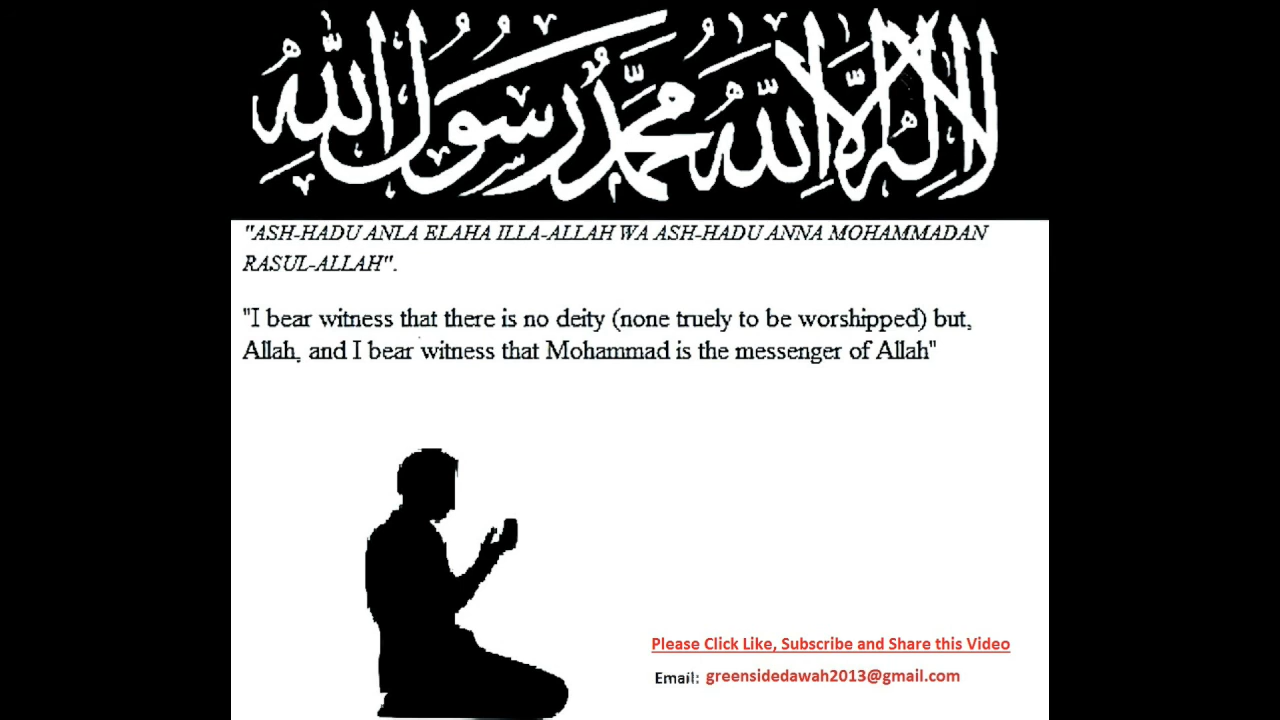 لا إله إلا الله محمد رسول الله
"ASH-HADU ANLA ELAHA ILLA-ALLAH WA ASH-HADU ANNA MOHAMMADAN
RASUL-ALLAH".
"I bear witness that there is no deity (none truely to be worshipped) but,
Allah, and I bear witness that Mohammad is the messenger of Allah"
Please Click Like, Subscribe and Share this Video
Email: greensidedawah2013@gmail.com